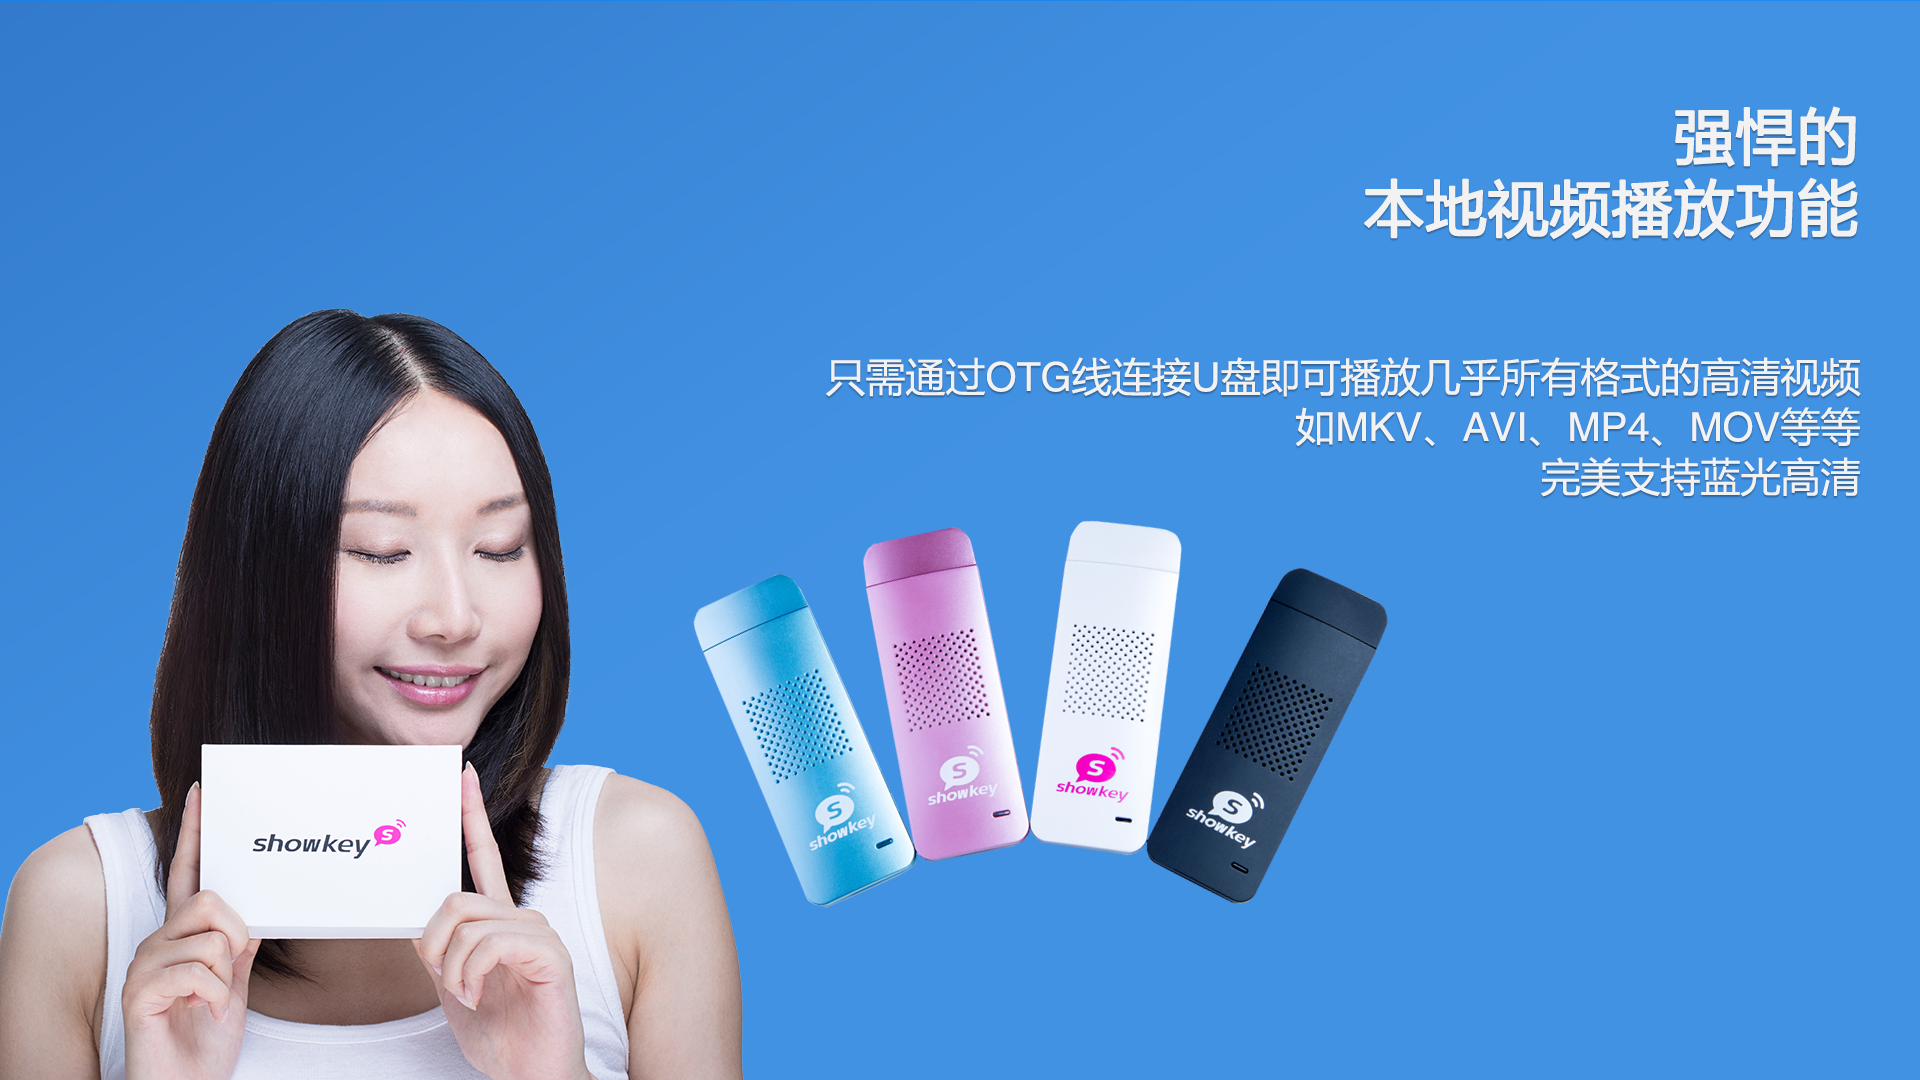 强悍的
本地视频播放功能
只需通过OTG线连接U盘即可播放几乎所有格式的高清视频
如MKV、AVI、MP4、MOV等等
完美支持蓝光高清
S
showkey
S
showkey
S
showkey
S
showkey
showkey S